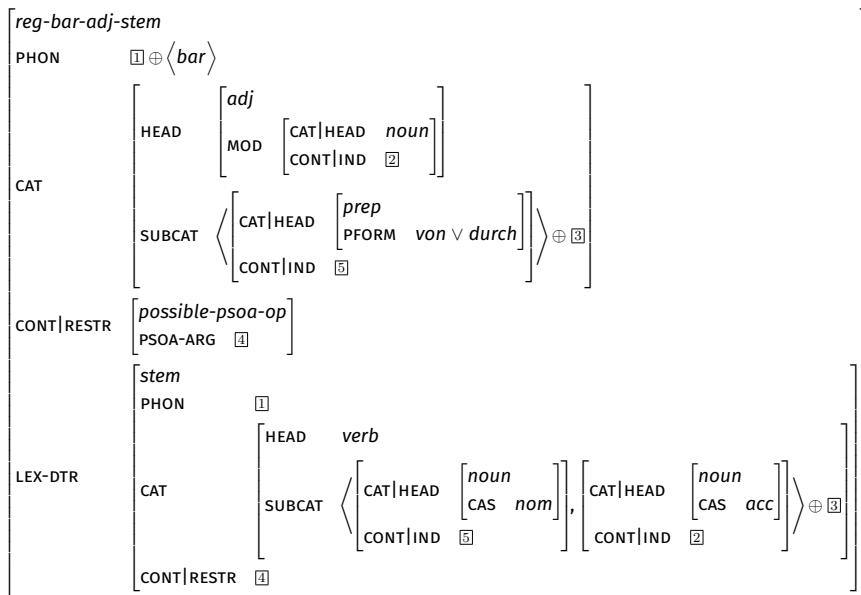 reg-bar-adj-stem
PHON 1 ⊕ ⟨bar⟩
CAT
HEAD
adj
MOD
CAT|HEAD noun
CONT|IND 2
SUBCAT ⟨
CAT|HEAD
prep
PFORM von ∨ durch
CONT|IND 5
⟩ ⊕ 3
CONT|RESTR
possible-psoa-op
PSOA-ARG 4
LEX-DTR
stem
PHON 1
CAT
HEAD verb
SUBCAT ⟨
CAT|HEAD
noun
CAS nom
CONT|IND 5
,
CAT|HEAD
noun
CAS acc
CONT|IND 2
⟩ ⊕ 3
CONT|RESTR 4